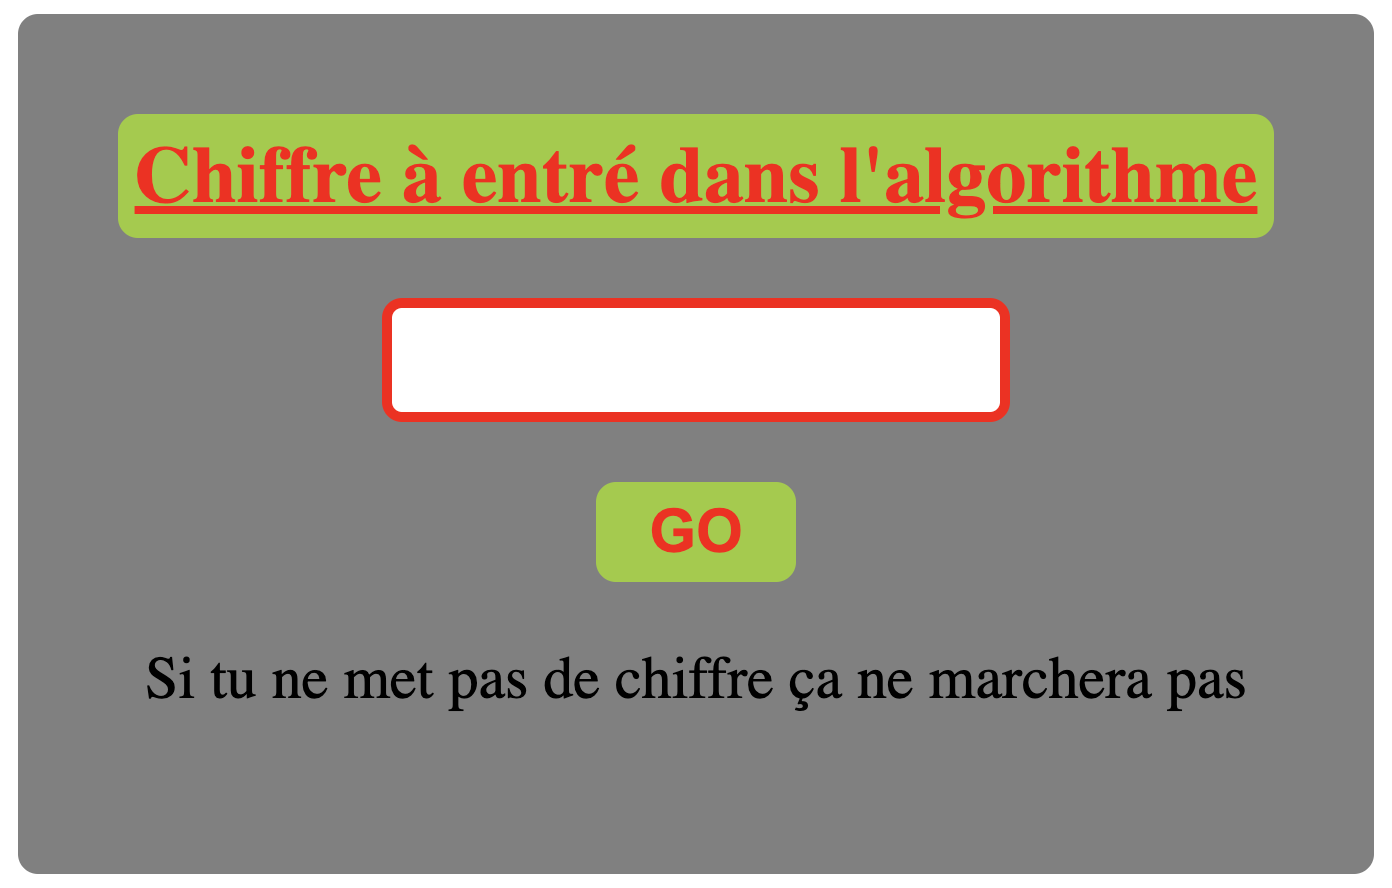 Chiffre à entré dans l'algorithme
GO
Si tu ne met pas de chiffre ça ne marchera pas